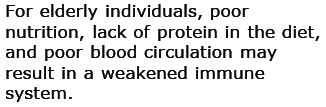 For elderly individuals, poor
nutrition, lack of protein in the diet,
and poor blood circulation may
result in a weakened immune
system.